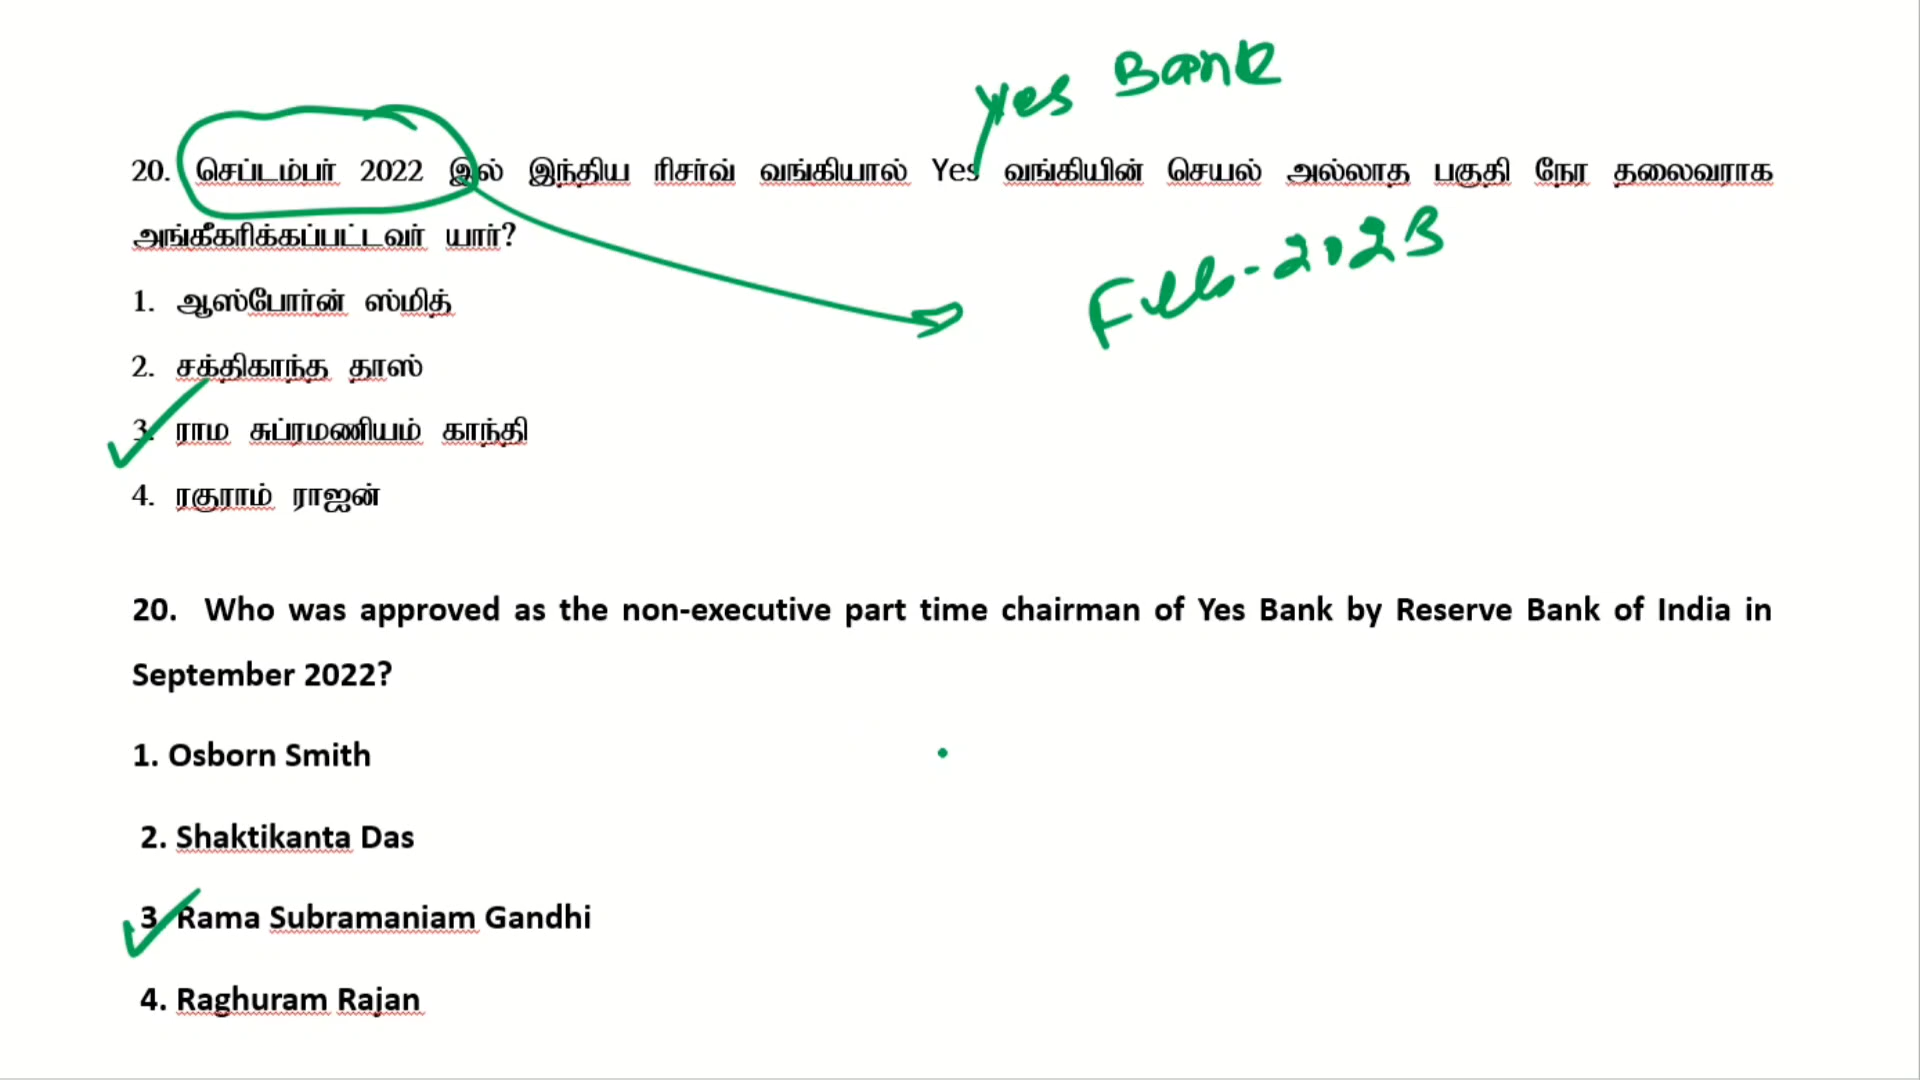 Yes Bank
20. செப்டம்பர் 2022 இல் இந்திய ரிசர்வ் வங்கியால் Yes வங்கியின் செயல் அல்லாத பகுதி நேர தலைவராக
அங்கீகரிக்கப்பட்டவர் யார்?
Feb-2023
1. ஆஸ்போர்ன் ஸ்மித்
2. சக்திகாந்த தாஸ்
3. ராம சுப்ரமணியம் காந்தி
4. ரகுராம் ராஜன்
20. Who was approved as the non-executive part time chairman of Yes Bank by Reserve Bank of India in
September 2022?
1. Osborn Smith
2. Shaktikanta Das
3. Rama Subramaniam Gandhi
4. Raghuram Rajan